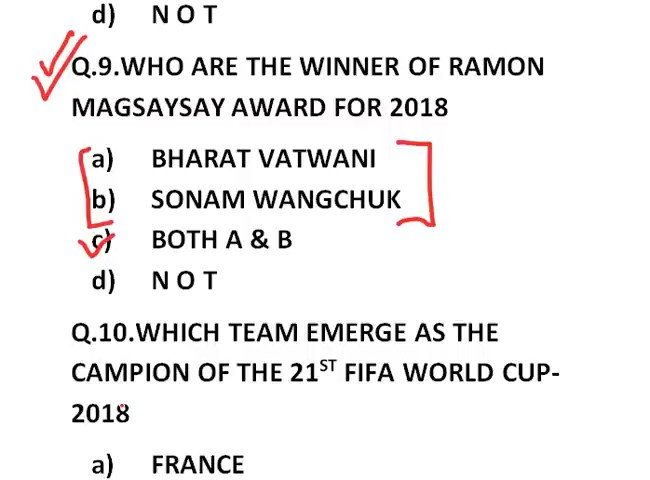 d) N O T
Q.9.WHO ARE THE WINNER OF RAMON
MAGSAYSAY AWARD FOR 2018
a) BHARAT VATWANI
b) SONAM WANGCHUK
c) BOTH A & B
d) N O T
Q.10.WHICH TEAM EMERGE AS THE
CAMPION OF THE 21ST FIFA WORLD CUP-
2018
a) FRANCE